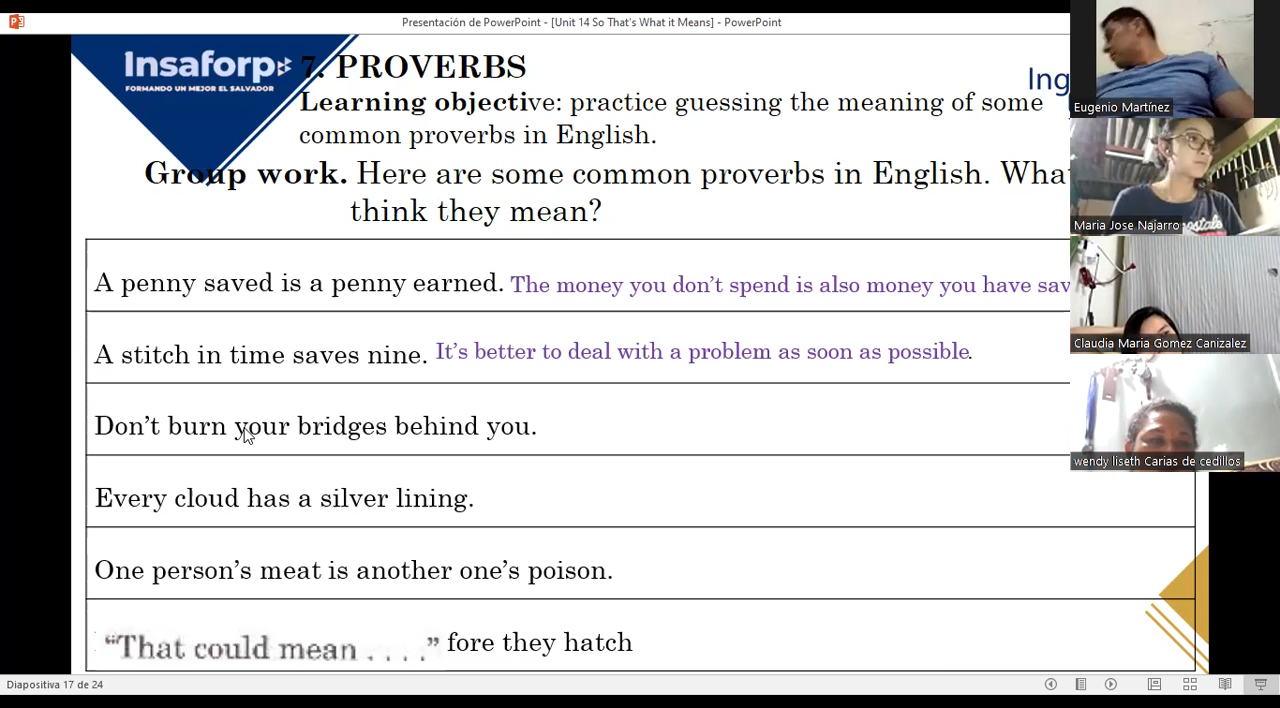 Presentación de PowerPoint - [Unit 14 So That's What it Means] - PowerPoint
Insaforp
FORMANDO UN MEJOR EL SALVADOR
7. PROVERBS
Ing
Learning objective: practice guessing the meaning of some
common proverbs in English.
Group work. Here are some common proverbs in English. What
think they mean?
A penny saved is a penny earned. The money you don't spend is also money you have sav
A stitch in time saves nine. It's better to deal with a problem as soon as possible.
Don't burn your bridges behind you.
Every cloud has a silver lining.
One person's meat is another one's poison.
"That could mean . . . ." fore they hatch
Diapositiva 17 de 24
Eugenio Martínez
Maria Jose Najarro
Claudia Maria Gomez Canizalez
wendy liseth Carias de cedillos